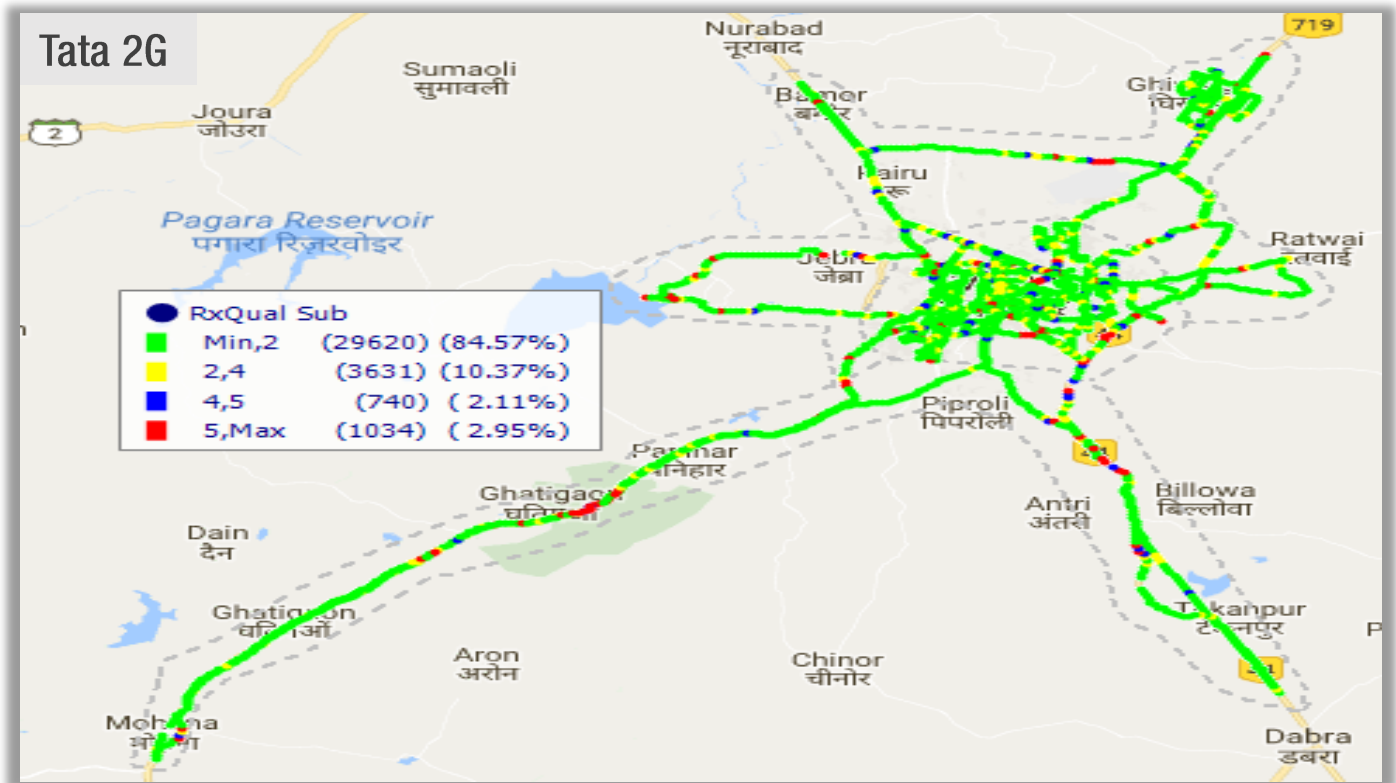 Tata 2G
719
Nurabad
नूराबाद
Sumaoli
सुमावली
Joura
जोउरा
2
Pagara Reservoir
पगारा रिज़रवोइर
Ratwai
जेब्रा
RxQual Sub
Min,2 (29620) (84.57%)
2,4 (3631) (10.37%)
4,5 (740) ( 2.11%)
5,Max (1034) ( 2.95%)
Piproli
पिपरोली
Billowa
बिल्लोवा
Antri
अंतरी
Dain
दैन
Aron
अरोन
Chinor
चीनोर
Dabra
डबरा